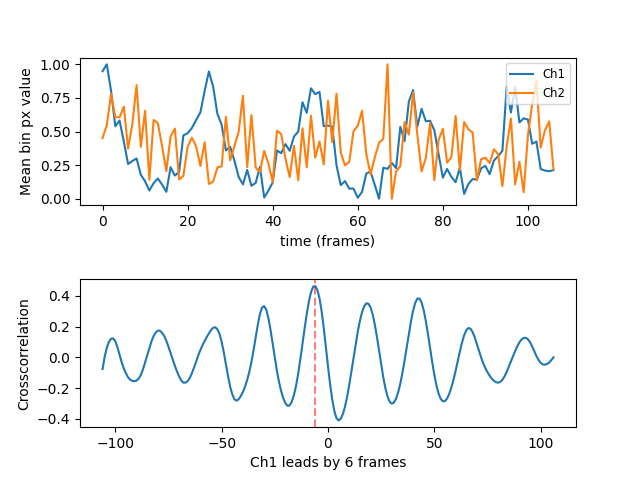 1.00
0.75
0.50
0.25
0.00
Mean bin px value
Ch1
Ch2
0 20 40 60 80 100
time (frames)
0.4
0.2
0.0
−0.2
−0.4
Crosscorrelation
−100 −50 0 50 100
Ch1 leads by 6 frames